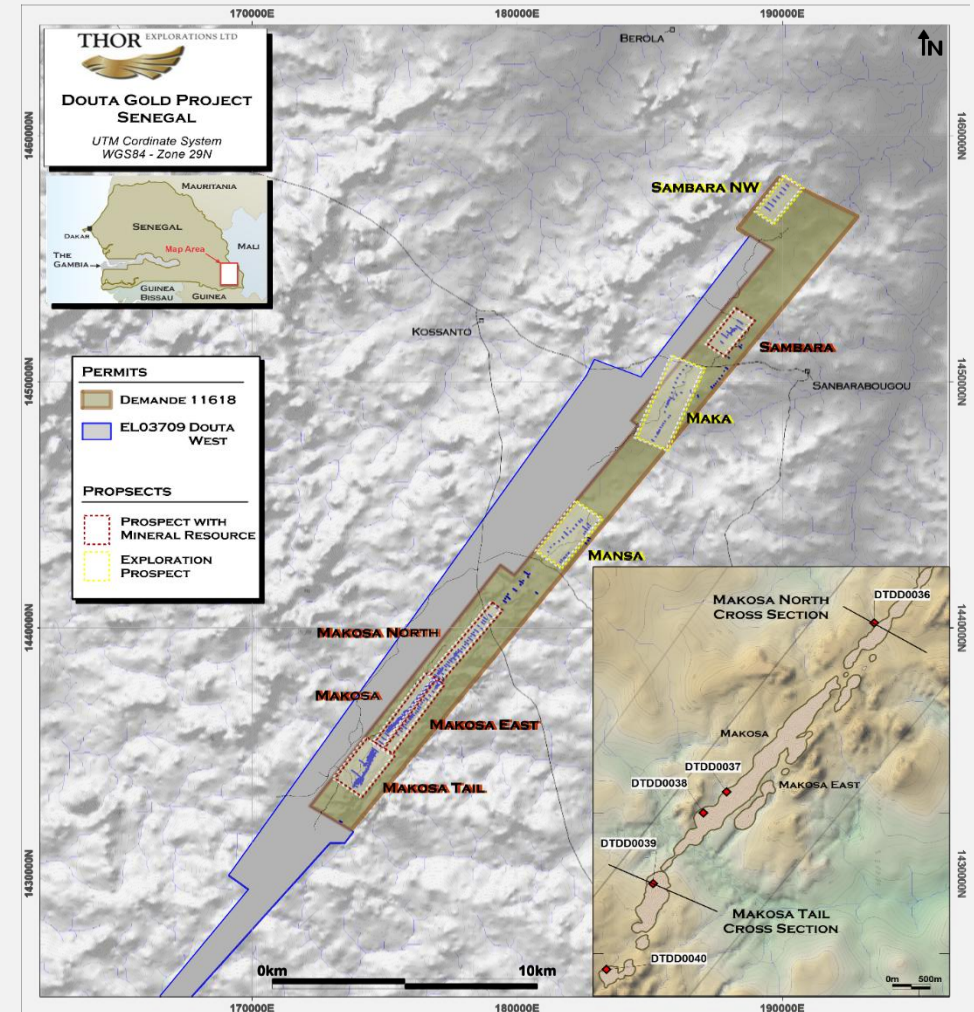 170000E
180000E
190000E
THOR EXPLORATIONS LTD
DOUTA GOLD PROJECT
SENEGAL
UTM Cordinate System
WGS84 - Zone 29N
BEROLA
N
1460000N
1460000N
MAURITANIA
SENEGAL
DAKAR
Map Area
MALI
THE
GAMBIA
GUINEA
BISSAU
GUINEA
SAMBARA NW
KOSSANTO
SAMBARA
SANBARABOUGOU
1450000N
1450000N
MAKA
PERMITS
DEMANDE 11618
EL03709 DOUTA
WEST
PROPSECTS
PROSPECT WITH
MINERAL RESOURCE
EXPLORATION
PROSPECT
MANSA
MAKOSA NORTH
MAKOSA
MAKOSA EAST
MAKOSA TAIL
1440000N
1440000N
1430000N
1430000N
0km
10km
DTDD0036
MAKOSA NORTH
CROSS SECTION
MAKOSA
DTDD0037
DTDD0038
MAKOSA EAST
DTDD0039
MAKOSA TAIL
CROSS SECTION
DTDD0040
0m
500m
170000E
180000E
190000E